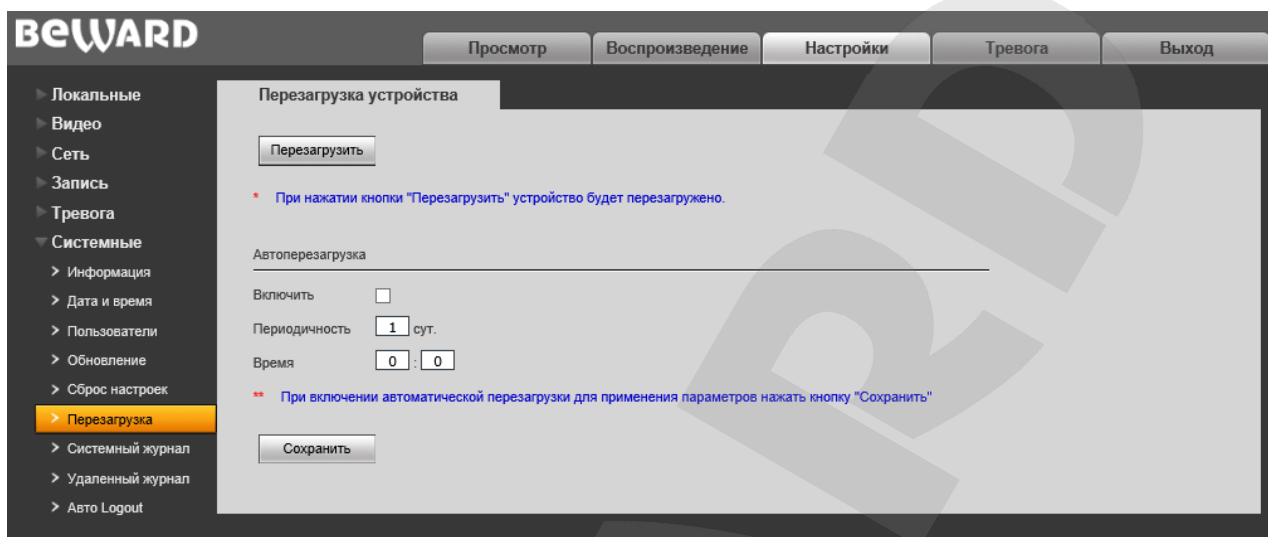 BEWARD
Просмотр
Воспроизведение
Настройки
Тревога
Выход
Локальные
Видео
Сеть
Запись
Тревога
Системные
Информация
Дата и время
Пользователи
Обновление
Сброс настроек
Перезагрузка
Системный журнал
Удаленный журнал
Авто Logout
Перезагрузка устройства
Перезагрузить
* При нажатии кнопки "Перезагрузить" устройство будет перезагружено.
Автоперезагрузка
Включить
Периодичность 1 сут.
Время 0 : 0
** При включении автоматической перезагрузки для применения параметров нажать кнопку "Сохранить"
Сохранить